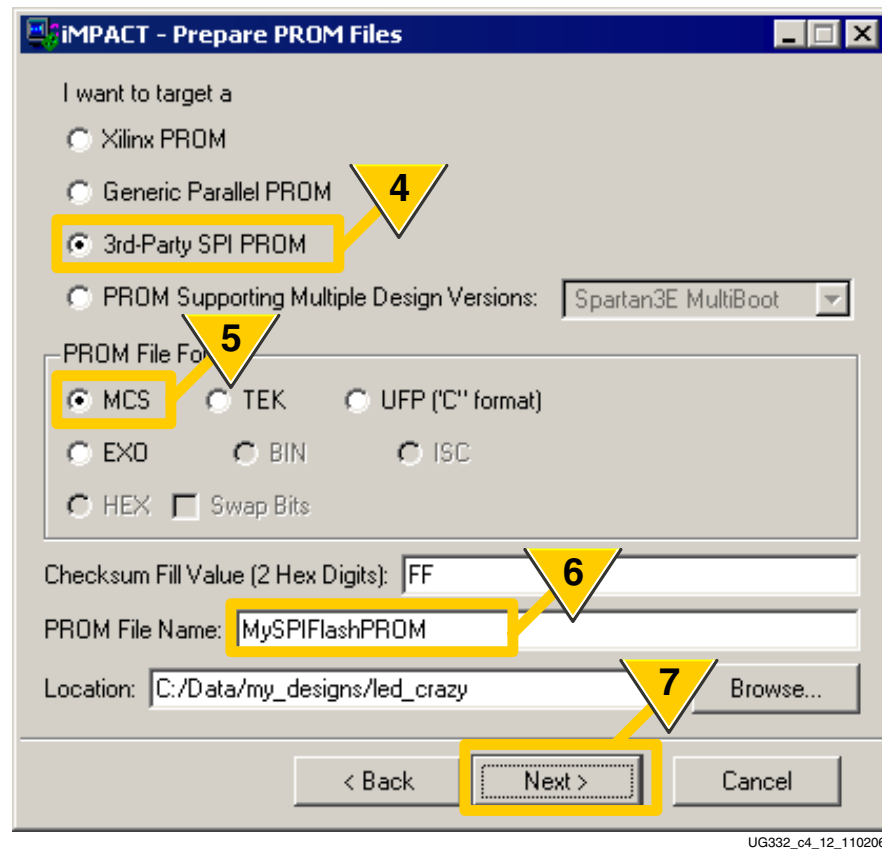 iMPACT - Prepare PROM Files
I want to target a
Xilinx PROM
Generic Parallel PROM
4
3rd-Party SPI PROM
PROM Supporting Multiple Design Versions: Spartan3E MultiBoot
5
PROM File Fo
MCS TEK UFP ("C" format)
EXO BIN ISC
HEX Swap Bits
Checksum Fill Value (2 Hex Digits): FF
6
PROM File Name: MySPIFlashPROM
7
Location: C:/Data/my_designs/led_crazy Browse...
< Back Next > Cancel
UG332_c4_12_110206